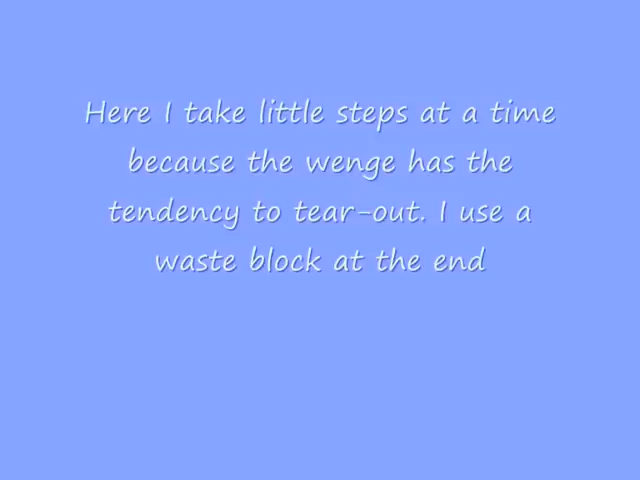 Here I take little steps at a time
because the wenge has the
tendency to tear-out. I use a
waste block at the end